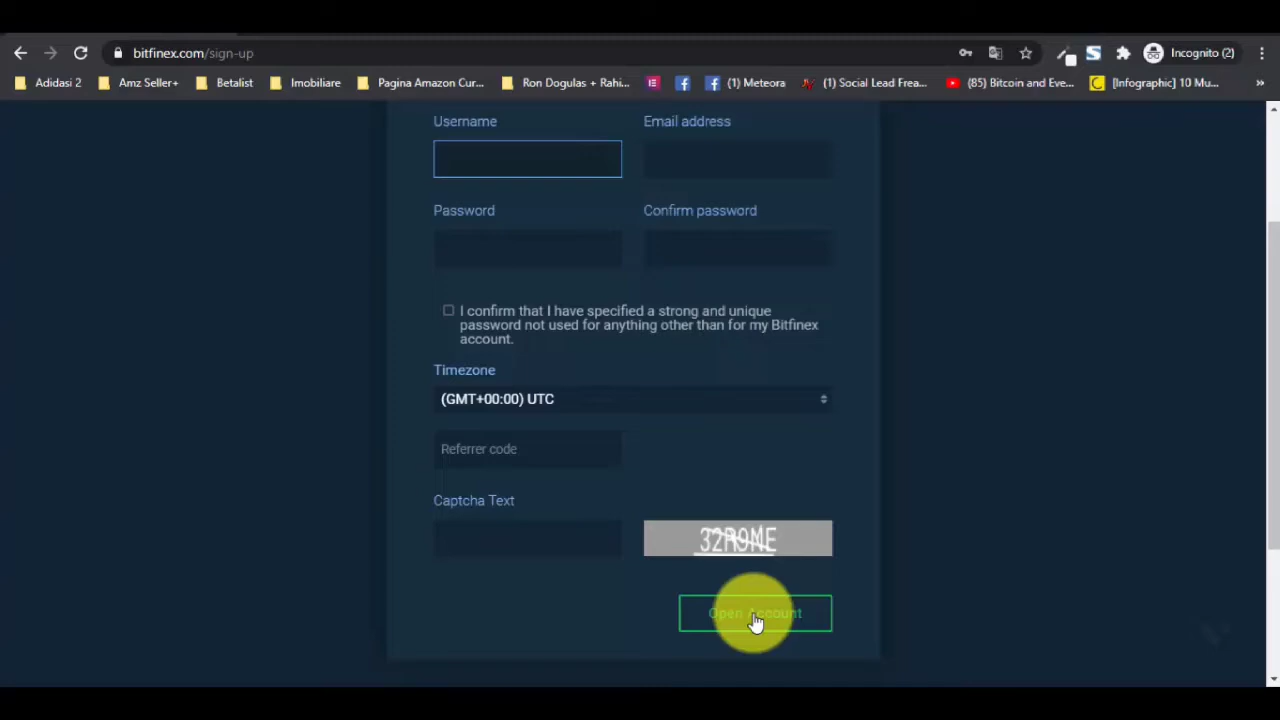 bitfinex.com/sign-up
Incognito (2)
Adidasi 2
Amz Seller+
Betalist
Imobiliare
Pagina Amazon Cur...
Ron Dogulas + Rahi...
(1) Meteora
(1) Social Lead Frea...
(85) Bitcoin and Eve...
[Infographic] 10 Mu...
Username
Email address
Password
Confirm password
I confirm that I have specified a strong and unique
password not used for anything other than for my Bitfinex
account.
Timezone
(GMT+00:00) UTC
Referrer code
Captcha Text
32R9ME
Open Account